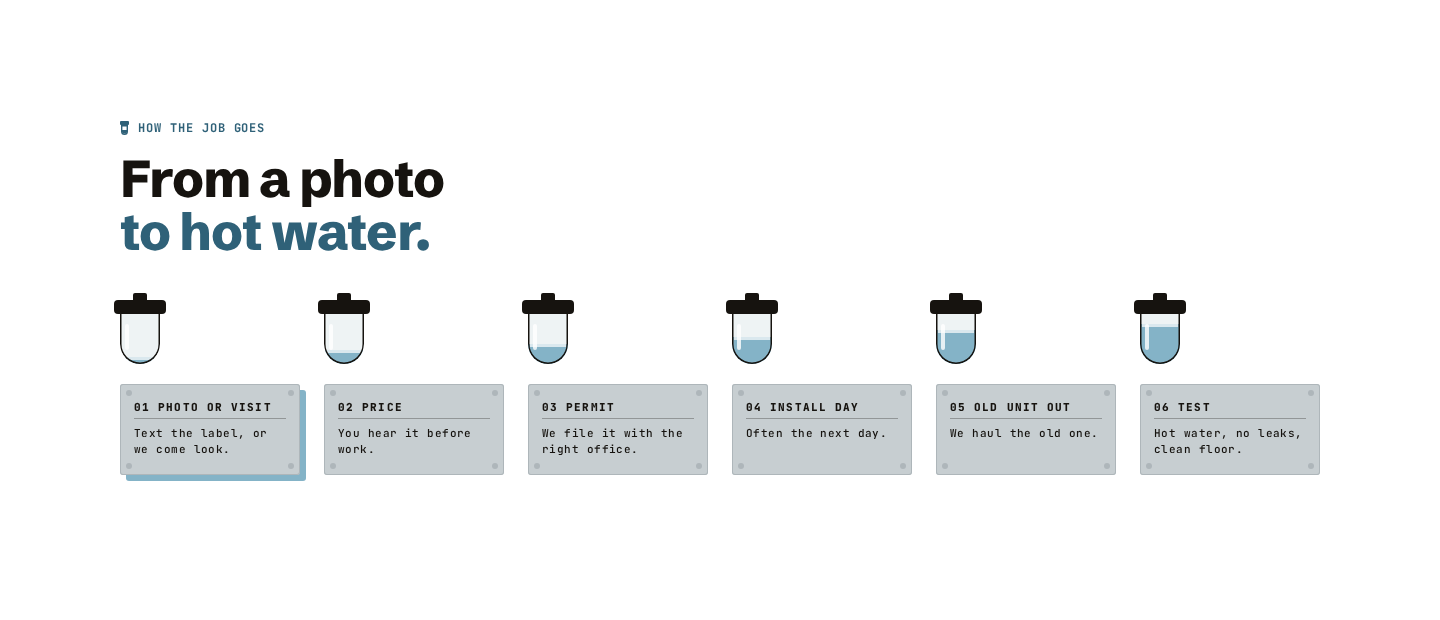 HOW THE JOB GOES
From a photo
to hot water.
01 PHOTO OR VISIT
Text the label, or
we come look.
02 PRICE
You hear it before
work.
03 PERMIT
We file it with the
right office.
04 INSTALL DAY
Often the next day.
05 OLD UNIT OUT
We haul the old one.
06 TEST
Hot water, no leaks,
clean floor.